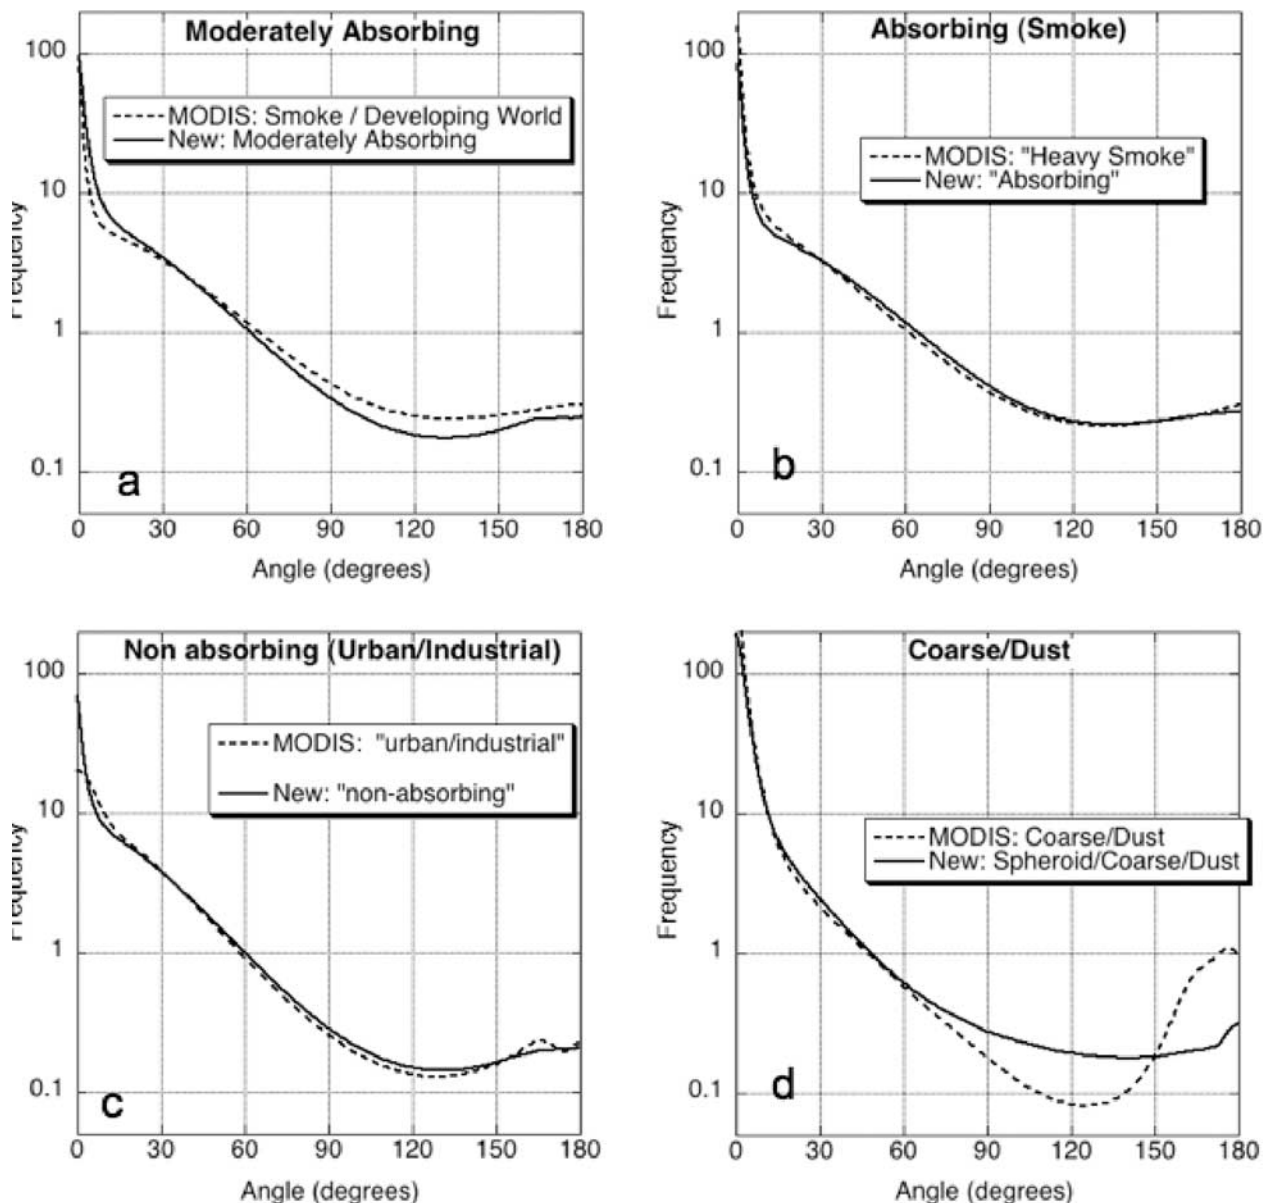 Moderately Absorbing
100
10
1
0.1
Frequency
MODIS: Smoke / Developing World
New: Moderately Absorbing
a
0 30 60 90 120 150 180
Angle (degrees)
Absorbing (Smoke)
100
10
1
0.1
Frequency
MODIS: "Heavy Smoke"
New: "Absorbing"
b
0 30 60 90 120 150 180
Angle (degrees)
Non absorbing (Urban/Industrial)
100
10
1
0.1
Frequency
MODIS: "urban/industrial"
New: "non-absorbing"
c
0 30 60 90 120 150 180
Angle (degrees)
Coarse/Dust
100
10
1
0.1
Frequency
MODIS: Coarse/Dust
New: Spheroid/Coarse/Dust
d
0 30 60 90 120 150 180
Angle (degrees)